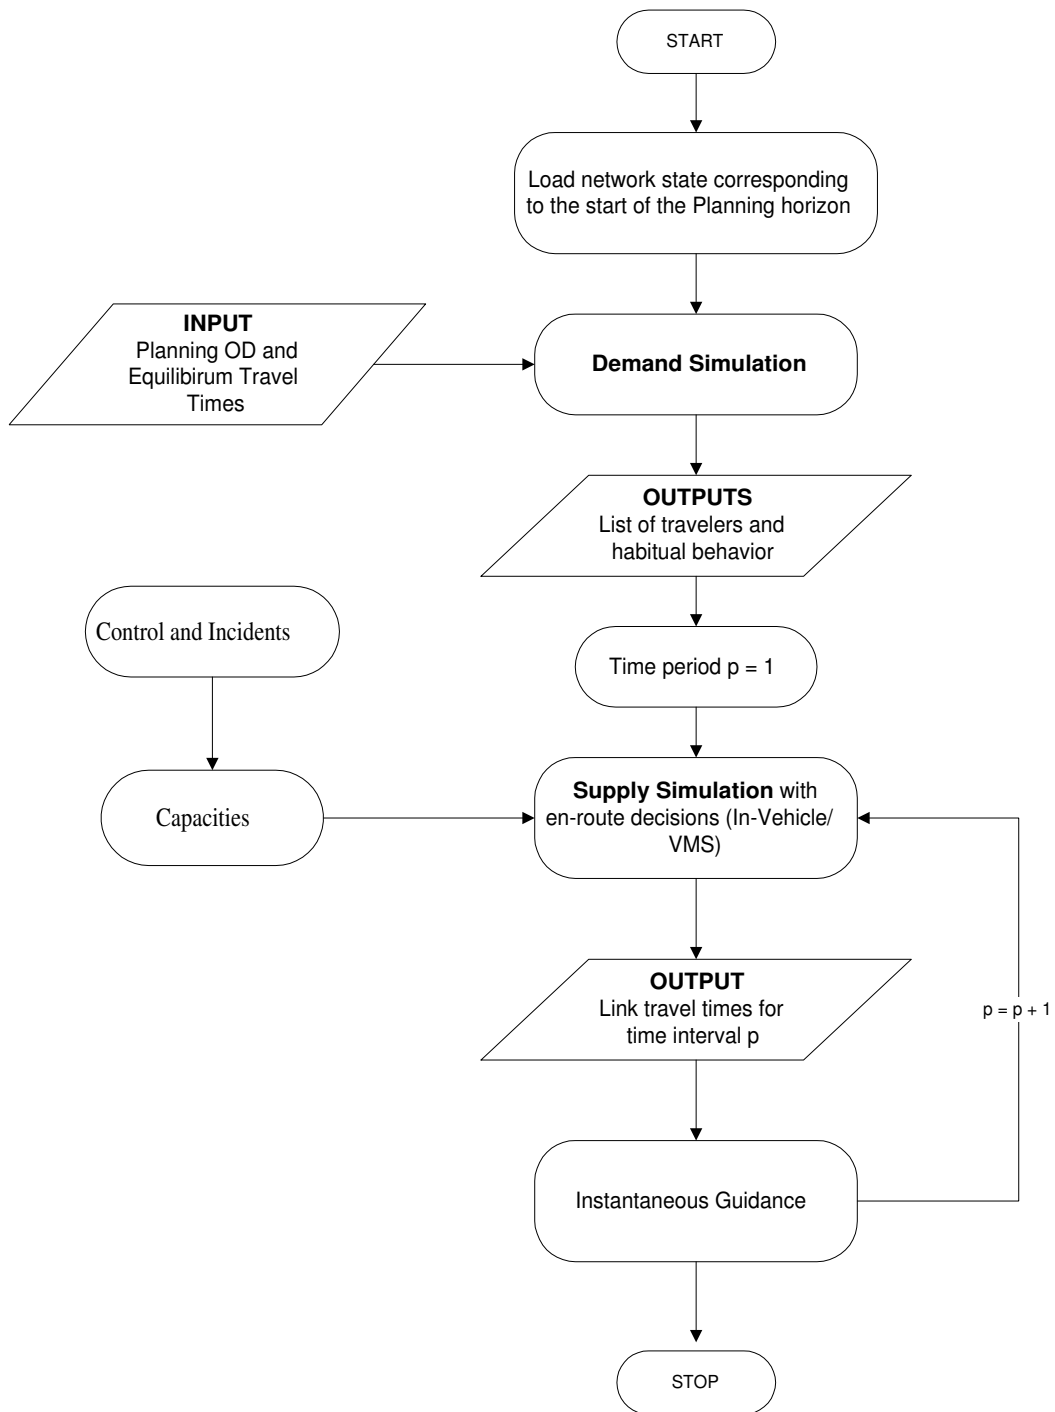 START
Load network state corresponding
to the start of the Planning horizon
INPUT
Planning OD and
Equilibirum Travel
Times
Demand Simulation
OUTPUTS
List of travelers and
habitual behavior
Control and Incidents
Time period p = 1
Capacities
Supply Simulation with
en-route decisions (In-Vehicle/
VMS)
OUTPUT
Link travel times for
time interval p
p = p + 1
Instantaneous Guidance
STOP